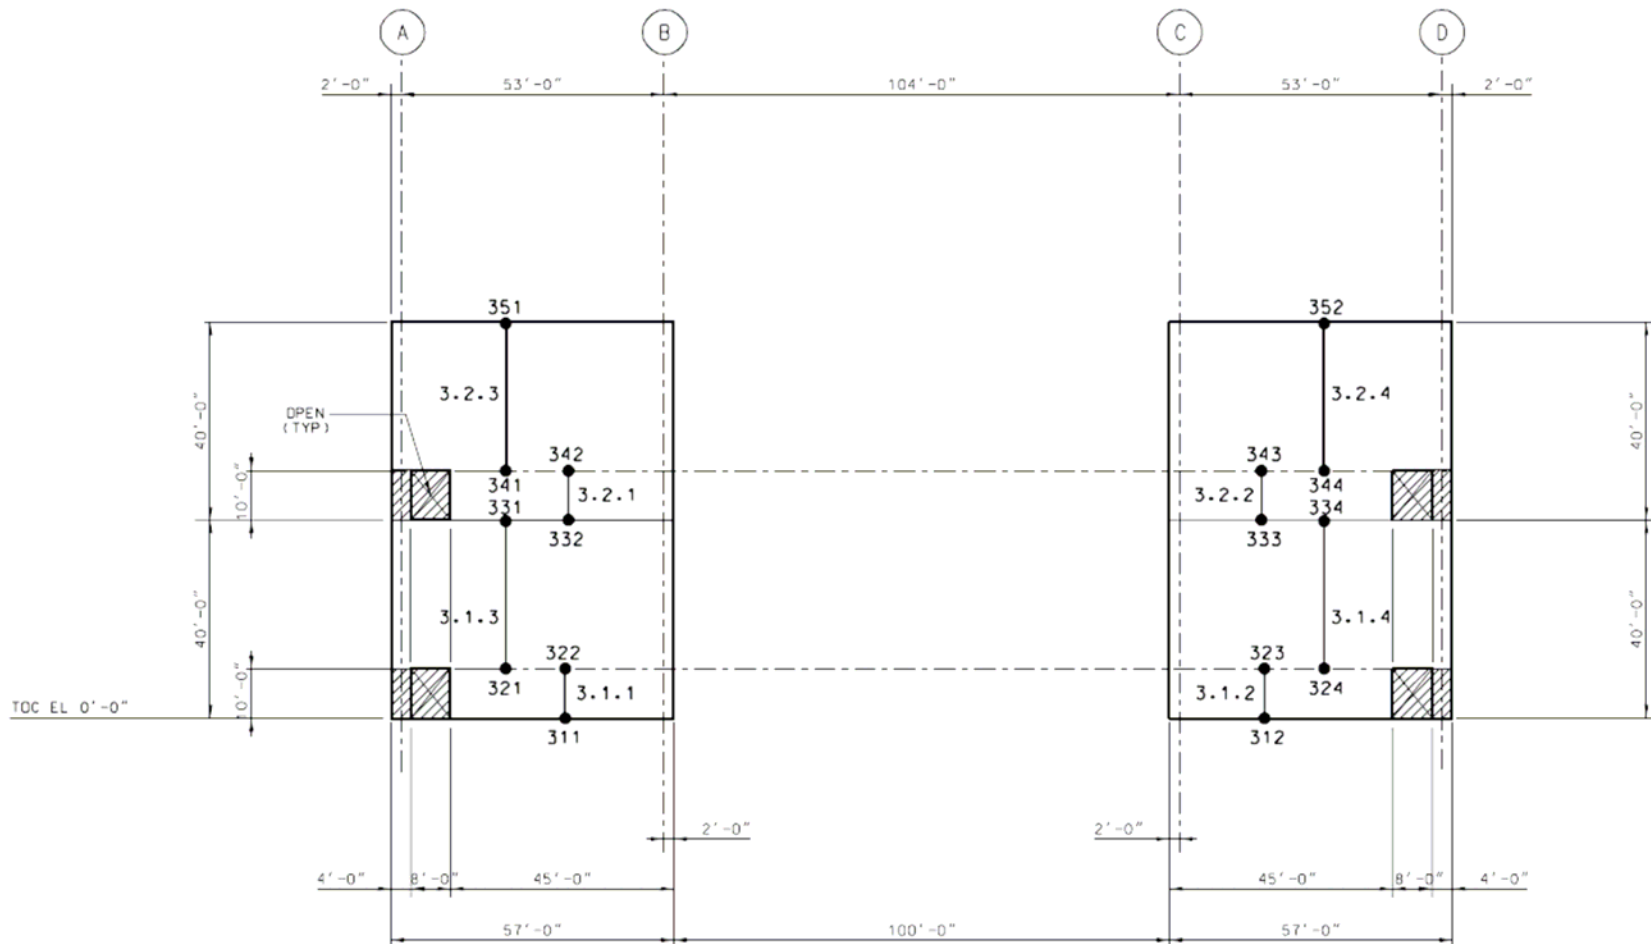 A B C D
2'-0" 53'-0" 104'-0" 53'-0" 2'-0"
351 352
3.2.3 3.2.4
OPEN
(TYP)
40'-0" 40'-0"
342 343
10'-0" 341 3.2.1 3.2.2 344
331 334
332 333
3.1.3 3.1.4
40'-0" 40'-0"
322 323
10'-0" 321 3.1.1 3.1.2 324
TOC EL 0'-0"
311 312
2'-0" 2'-0"
4'-0" 8'-0" 45'-0" 45'-0" 8'-0" 4'-0"
57'-0" 100'-0" 57'-0"